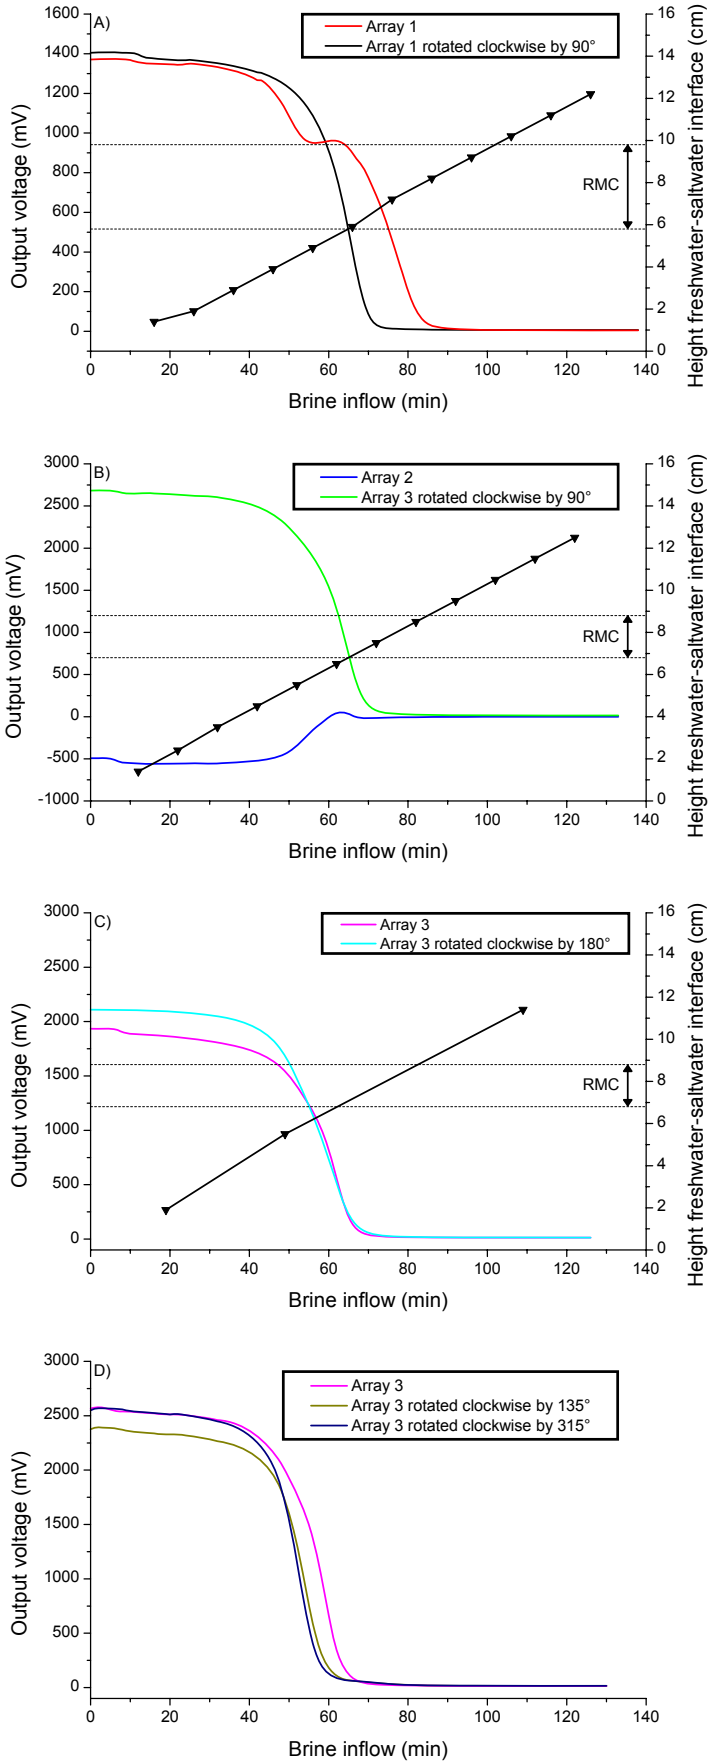 A)
Array 1
Array 1 rotated clockwise by 90°
1600
1400
1200
1000
800
600
400
200
0
Output voltage (mV)
16
14
12
10
8
6
4
2
0
Height freshwater-saltwater interface (cm)
RMC
0 20 40 60 80 100 120 140
Brine inflow (min)
B)
Array 2
Array 3 rotated clockwise by 90°
3000
2500
2000
1500
1000
500
0
-500
-1000
Output voltage (mV)
16
14
12
10
8
6
4
2
0
Height freshwater-saltwater interface (cm)
RMC
0 20 40 60 80 100 120 140
Brine inflow (min)
C)
Array 3
Array 3 rotated clockwise by 180°
3000
2500
2000
1500
1000
500
0
Output voltage (mV)
16
14
12
10
8
6
4
2
0
Height freshwater-saltwater interface (cm)
RMC
0 20 40 60 80 100 120 140
Brine inflow (min)
D)
Array 3
Array 3 rotated clockwise by 135°
Array 3 rotated clockwise by 315°
3000
2500
2000
1500
1000
500
0
Output voltage (mV)
0 20 40 60 80 100 120 140
Brine inflow (min)